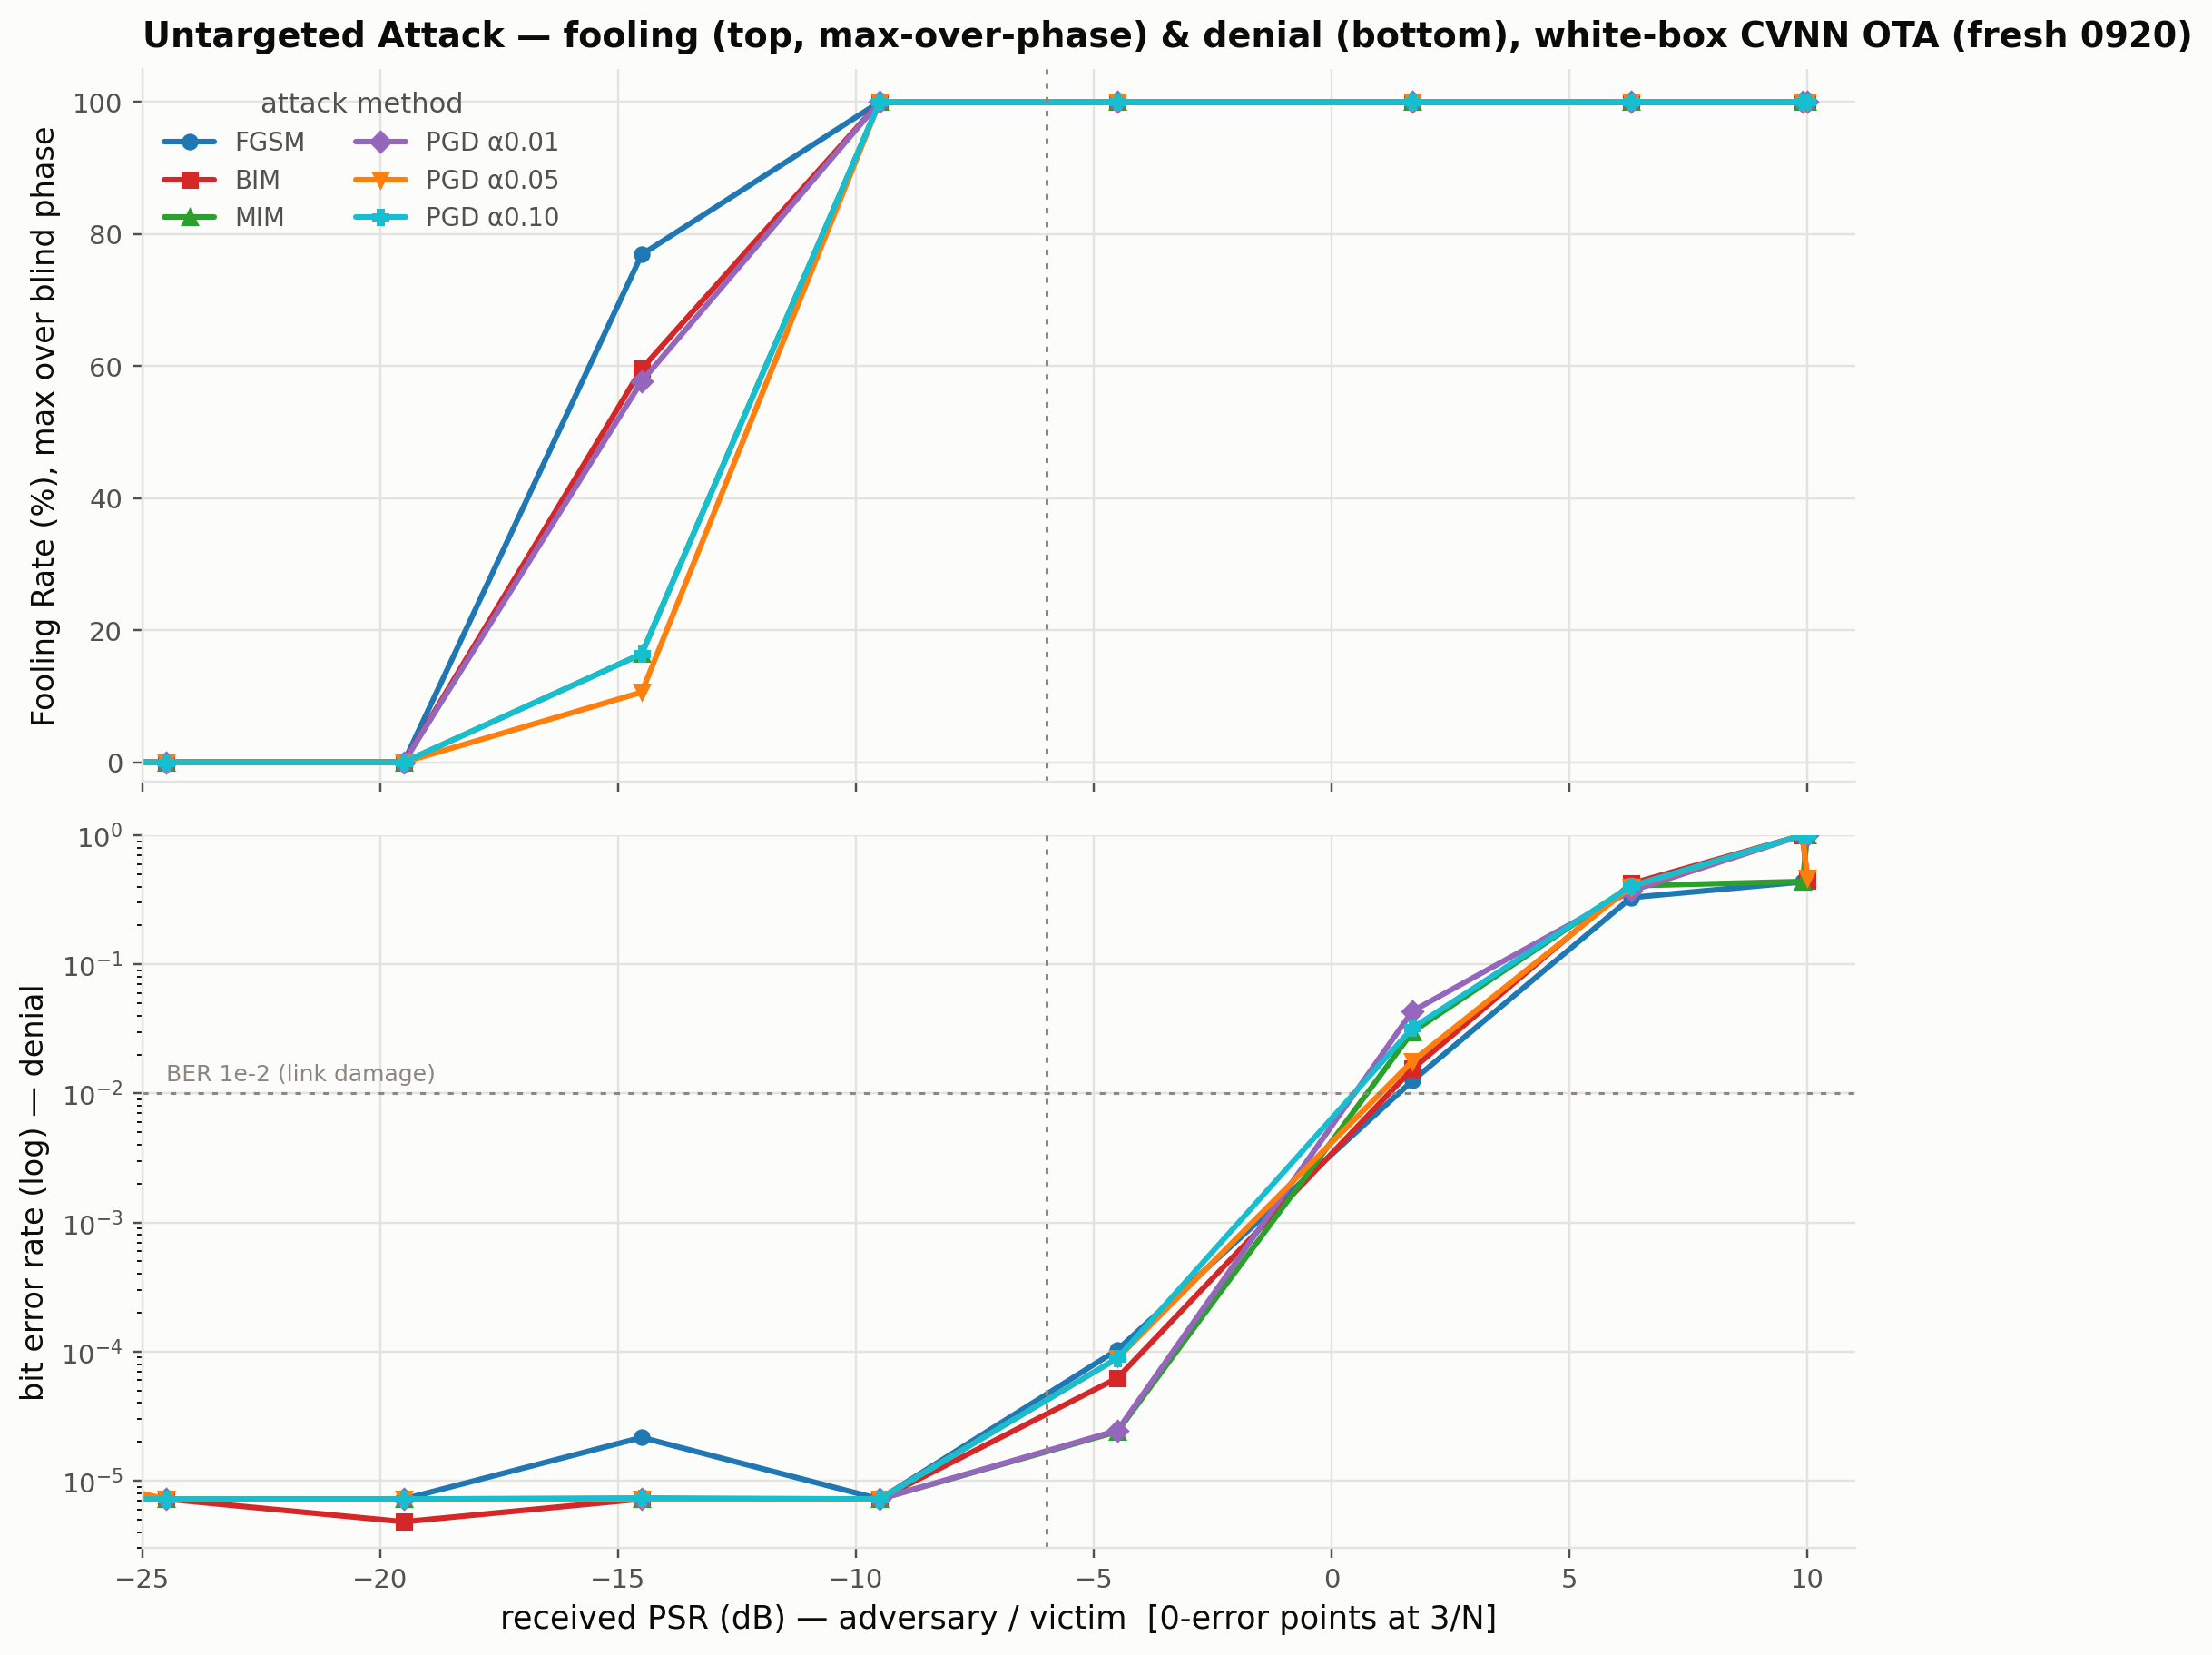 Untargeted Attack — fooling (top, max-over-phase) & denial (bottom), white-box CVNN OTA (fresh 0920)
Fooling Rate (%), max over blind phase
100
80
60
40
20
0
attack method
FGSM
BIM
MIM
PGD α0.01
PGD α0.05
PGD α0.10
bit error rate (log) — denial
10⁰
10⁻¹
10⁻²
10⁻³
10⁻⁴
10⁻⁵
BER 1e-2 (link damage)
−25 −20 −15 −10 −5 0 5 10
received PSR (dB) — adversary / victim [0-error points at 3/N]